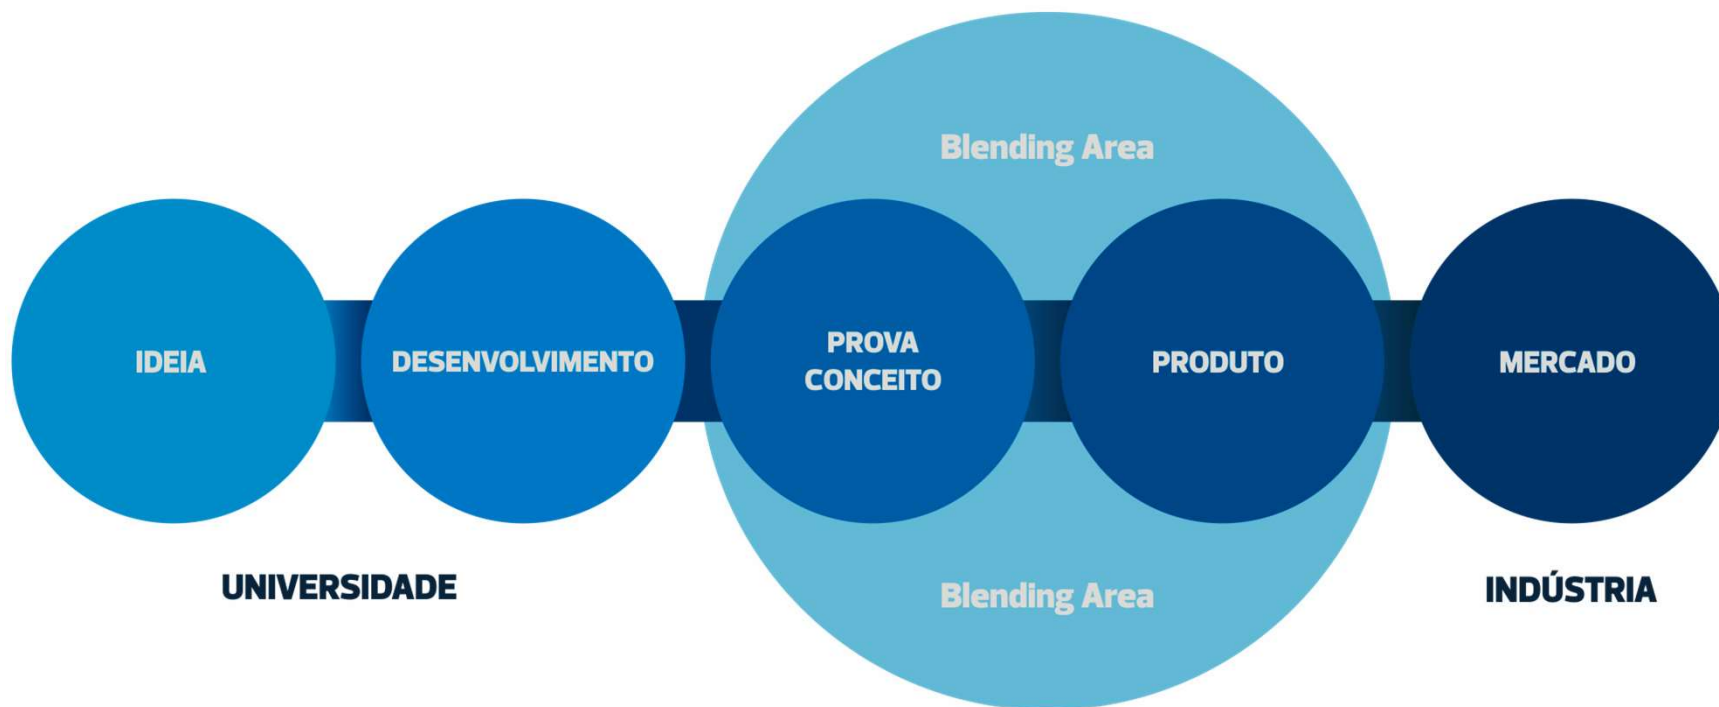 Blending Area
IDEIA
DESENVOLVIMENTO
PROVA
CONCEITO
PRODUTO
MERCADO
UNIVERSIDADE
Blending Area
INDÚSTRIA